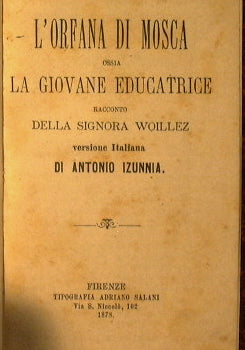 L'ORFANA DI MOSCA
OSSIA
LA GIOVANE EDUCATRICE
RACCONTO
DELLA SIGNORA WOILLEZ
versione Italiana
DI ANTONIO IZUNNIA.
FIRENZE
TIPOGRAFIA ADRIANO SALANI
Via S. Niccolò, 102
1878.